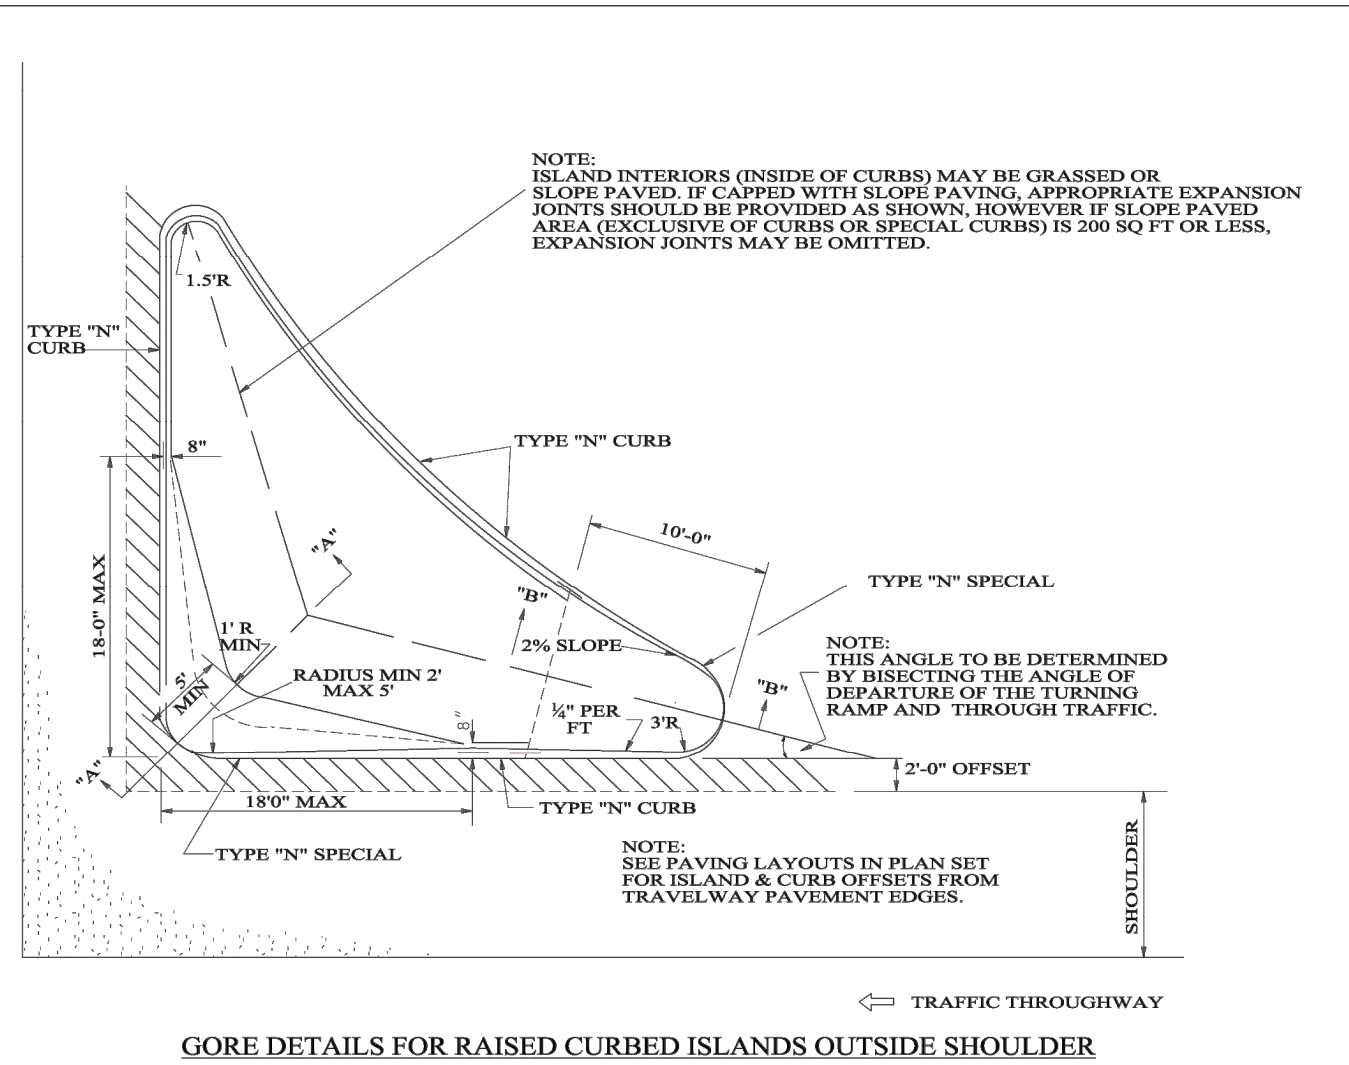 NOTE:
ISLAND INTERIORS (INSIDE OF CURBS) MAY BE GRASSED OR
SLOPE PAVED. IF CAPPED WITH SLOPE PAVING, APPROPRIATE EXPANSION
JOINTS SHOULD BE PROVIDED AS SHOWN, HOWEVER IF SLOPE PAVED
AREA (EXCLUSIVE OF CURBS OR SPECIAL CURBS) IS 200 SQ FT OR LESS,
EXPANSION JOINTS MAY BE OMITTED.
1.5'R
TYPE "N"
CURB
8"
TYPE "N" CURB
10'-0"
"A"
18-0" MAX
"B"
TYPE "N" SPECIAL
1' R
MIN
2% SLOPE
NOTE:
THIS ANGLE TO BE DETERMINED
BY BISECTING THE ANGLE OF
DEPARTURE OF THE TURNING
RAMP AND THROUGH TRAFFIC.
5'
MIN
RADIUS MIN 2'
MAX 5'
"B"
8"
¼" PER
FT
3'R
"A"
2'-0" OFFSET
18'0" MAX
TYPE "N" CURB
TYPE "N" SPECIAL
NOTE:
SEE PAVING LAYOUTS IN PLAN SET
FOR ISLAND & CURB OFFSETS FROM
TRAVELWAY PAVEMENT EDGES.
SHOULDER
TRAFFIC THROUGHWAY
GORE DETAILS FOR RAISED CURBED ISLANDS OUTSIDE SHOULDER